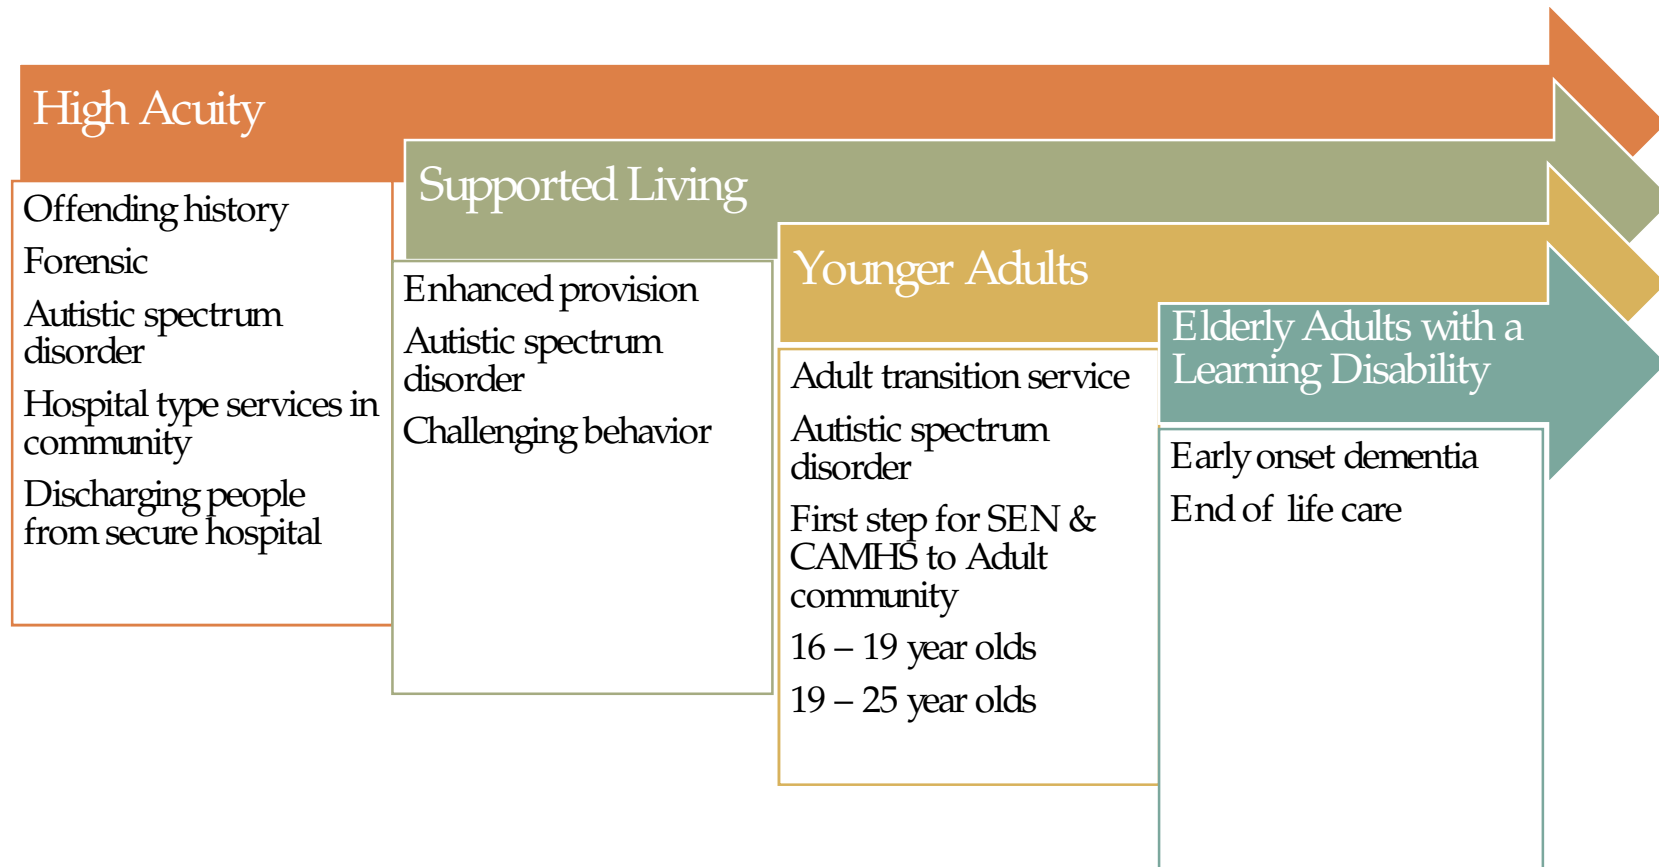 High Acuity
Offending history
Forensic
Autistic spectrum
disorder
Hospital type services in
community
Discharging people
from secure hospital
Supported Living
Enhanced provision
Autistic spectrum
disorder
Challenging behavior
Younger Adults
Adult transition service
Autistic spectrum
disorder
First step for SEN &
CAMHS to Adult
community
16 – 19 year olds
19 – 25 year olds
Elderly Adults with a
Learning Disability
Early onset dementia
End of life care